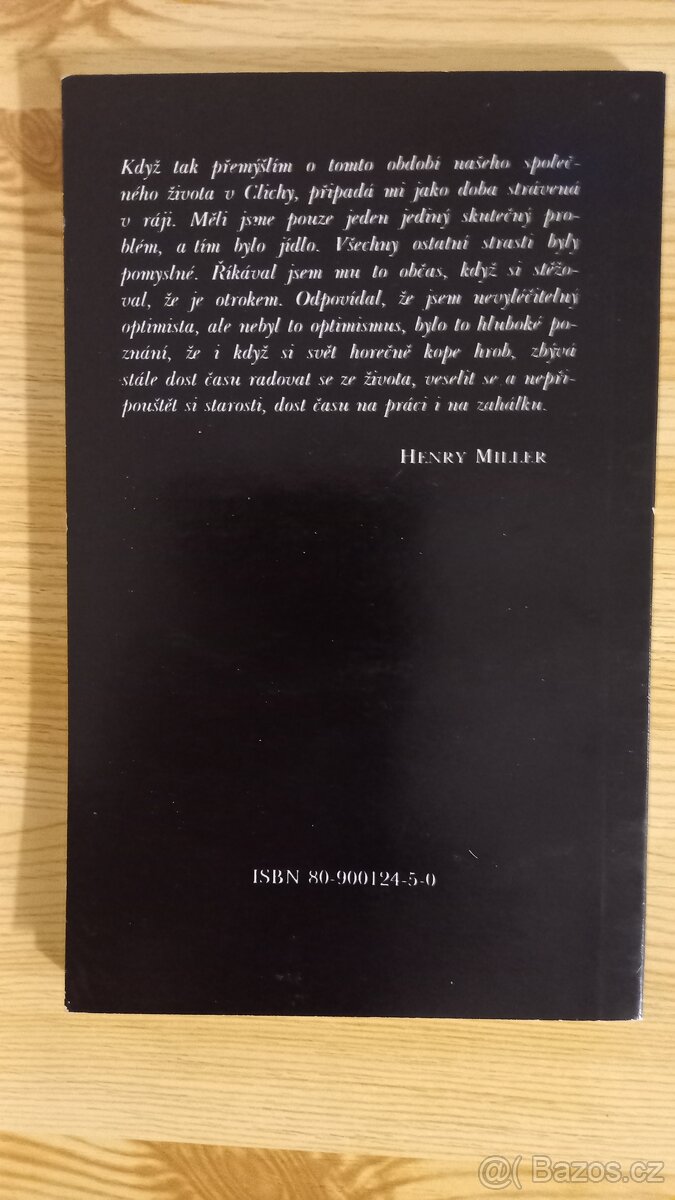 Když tak přemýšlím o tomto období našeho společ-
ného života v Clichy, připadá mi jako doba strávená
v ráji. Měli jsme pouze jeden jediný skutečný pro-
blém, a tím bylo jídlo. Všechny ostatní strasti byly
pomyslné. Říkával jsem mu to občas, když si stěžo-
val, že je otrokem. Odpovídal, že jsem nevyléčitelný
optimista, ale nebyl to optimismus, bylo to hluboké po-
znání, že i když si svět horečně kope hrob, zbývá
stále dost času radovat se ze života, veselit se a nepři-
pouštět si starosti, dost času na práci i na zahálku.
HENRY MILLER
ISBN 80-900124-5-0
@( Bazos.cz